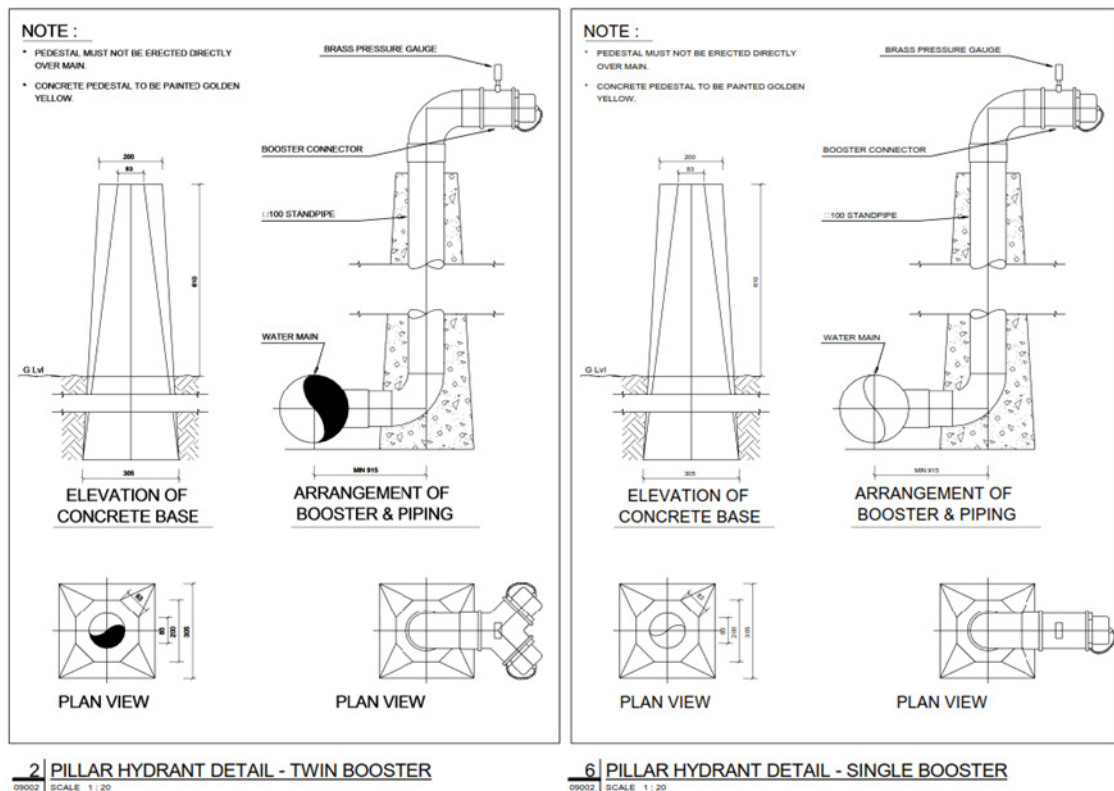 NOTE :
• PEDESTAL MUST NOT BE ERECTED DIRECTLY
OVER MAIN.
• CONCRETE PEDESTAL TO BE PAINTED GOLDEN
YELLOW.
BRASS PRESSURE GAUGE
BOOSTER CONNECTOR
200
83
□100 STANDPIPE
610
WATER MAIN
G Lvl
305
MIN 915
ELEVATION OF
CONCRETE BASE
ARRANGEMENT OF
BOOSTER & PIPING
83
83
200
305
PLAN VIEW
PLAN VIEW
2 PILLAR HYDRANT DETAIL - TWIN BOOSTER
09002 SCALE 1 : 20
NOTE :
* PEDESTAL MUST NOT BE ERECTED DIRECTLY
OVER MAIN.
* CONCRETE PEDESTAL TO BE PAINTED GOLDEN
YELLOW.
BRASS PRESSURE GAUGE
BOOSTER CONNECTOR
200
83
□100 STANDPIPE
610
WATER MAIN
G Lvl
305
MIN 915
ELEVATION OF
CONCRETE BASE
ARRANGEMENT OF
BOOSTER & PIPING
83
83
200
305
PLAN VIEW
PLAN VIEW
6 PILLAR HYDRANT DETAIL - SINGLE BOOSTER
09002 SCALE 1 : 20